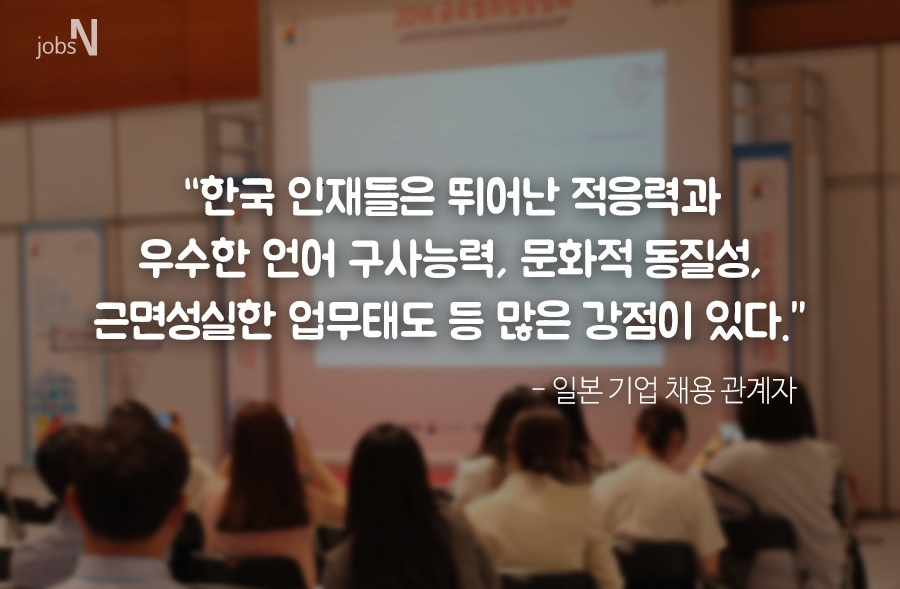 jobsN
“한국 인재들은 뛰어난 적응력과
우수한 언어 구사능력, 문화적 동질성,
근면성실한 업무태도 등 많은 강점이 있다.”
- 일본 기업 채용 관계자